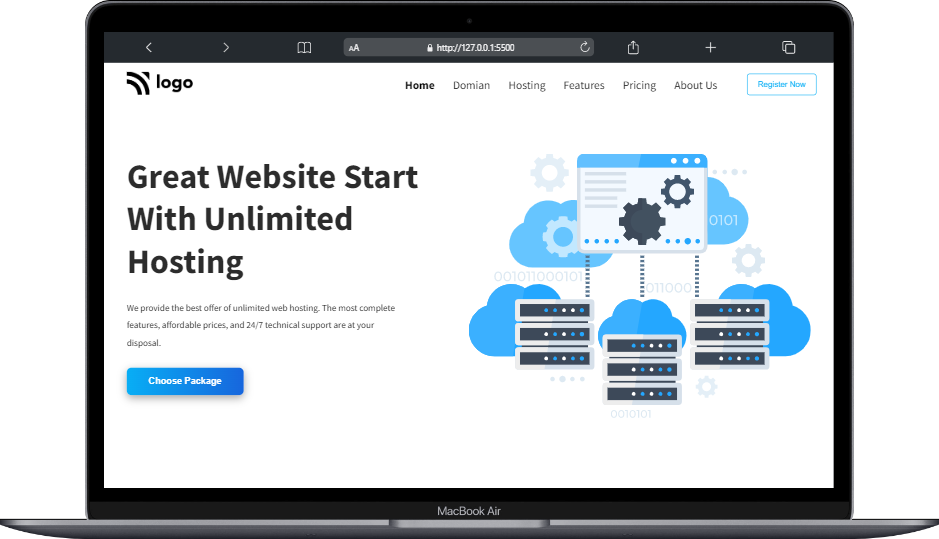 AA http://127.0.0.1:5500
logo
Home Domian Hosting Features Pricing About Us Register Now
Great Website Start
With Unlimited
Hosting
We provide the best offer of unlimited web hosting. The most complete
features, affordable prices, and 24/7 technical support are at your
disposal.
Choose Package
0101
001011000101
011000
0010101
MacBook Air